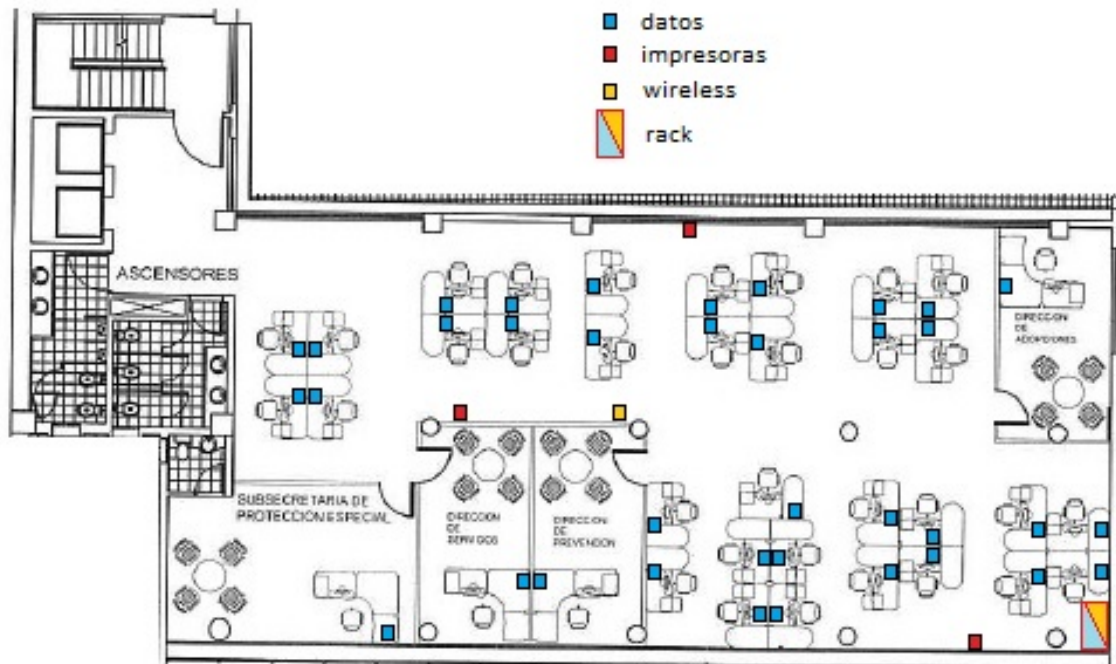 datos
impresoras
wireless
rack
ASCENSORES
DIRECCION
DE
ADOPCIONES
SUBSECRETARIA DE
PROTECCION ESPECIAL
DIRECCION
DE
SERVICIOS
DIRECCION
DE
PREVENCION